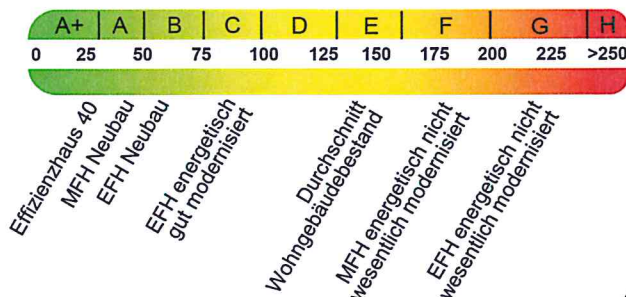 A+ A B C D E F G H
0 25 50 75 100 125 150 175 200 225 >250
Effizienzhaus 40
MFH Neubau
EFH Neubau
EFH energetisch
gut modernisiert
Durchschnitt
Wohngebäudebestand
MFH energetisch nicht
wesentlich modernisiert
EFH energetisch nicht
wesentlich modernisiert